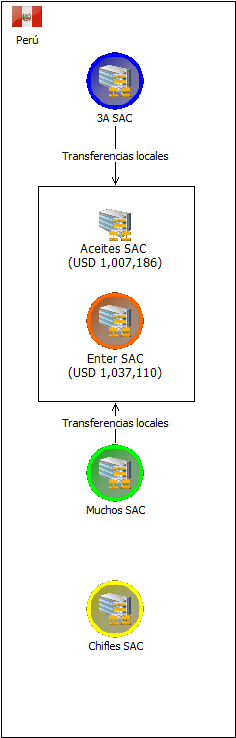 Perú
3A SAC
Transferencias locales
Aceites SAC
(USD 1,007,186)
Enter SAC
(USD 1,037,110)
Transferencias locales
Muchos SAC
Chifles SAC